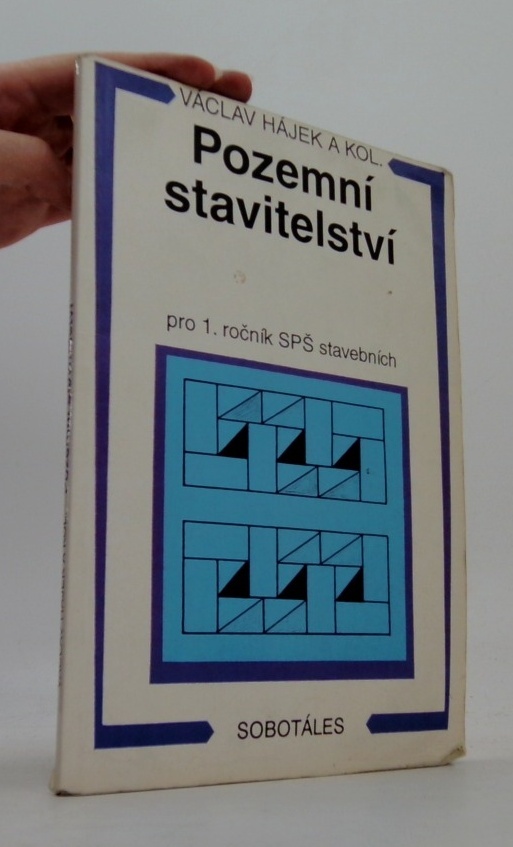 VÁCLAV HÁJEK A KOL.
Pozemní
stavitelství
pro 1. ročník SPŠ stavebních
SOBOTÁLES